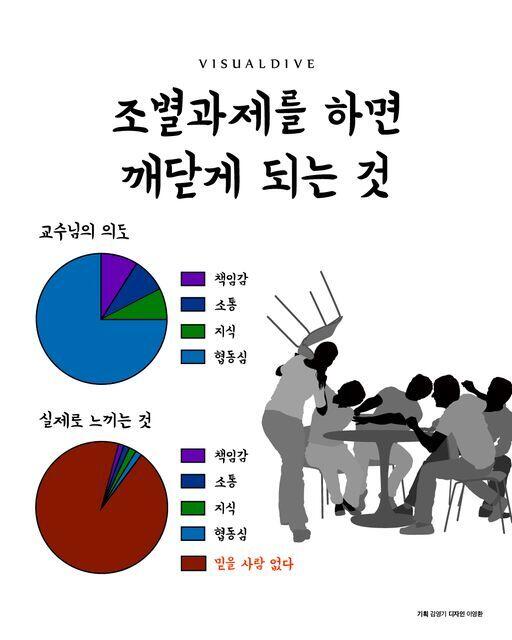 VISUALDIVE
조별과제를 하면
깨닫게 되는 것
교수님의 의도
책임감
소통
지식
협동심
실제로 느끼는 것
책임감
소통
지식
협동심
믿을 사람 없다
기획 김영기 디자인 이영환